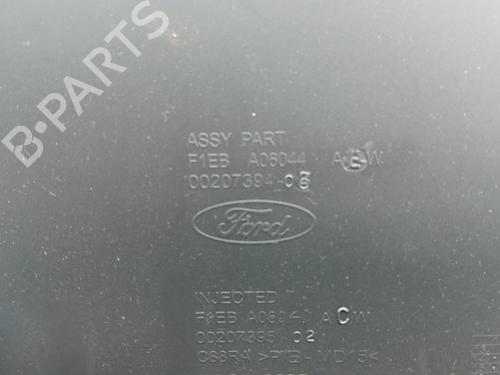 B-PARTS
ASSY PART
F1EB A06044 A W
00207394-03
Ford
INJECTED
F1EB A06040 A C W
00207395-02